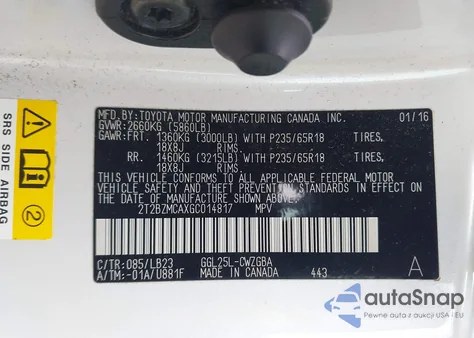 MFD.BY:TOYOTA MOTOR MANUFACTURING CANADA INC. 01/16
GVWR:2660KG (5860LB)
GAWR:FRT. 1360KG (3000LB) WITH P235/65R18 TIRES,
18X8J RIMS,
RR. 1460KG (3215LB) WITH P235/65R18 TIRES,
18X8J RIMS,
THIS VEHICLE CONFORMS TO ALL APPLICABLE FEDERAL MOTOR
VEHICLE SAFETY AND THEFT PREVENTION STANDARDS IN EFFECT
ON THE DATE OF MANUFACTURE SHOWN ABOVE.
2T2BZMCAXGC014817 MPV
C/TR:085/LB23 GGL25L-CWZGBA
A/TM:-01A/U881F MADE IN CANADA 443 A
SRS SIDE AIRBAG
2
autoSnap
Pewne auta z aukcji w USA i Kanadzie